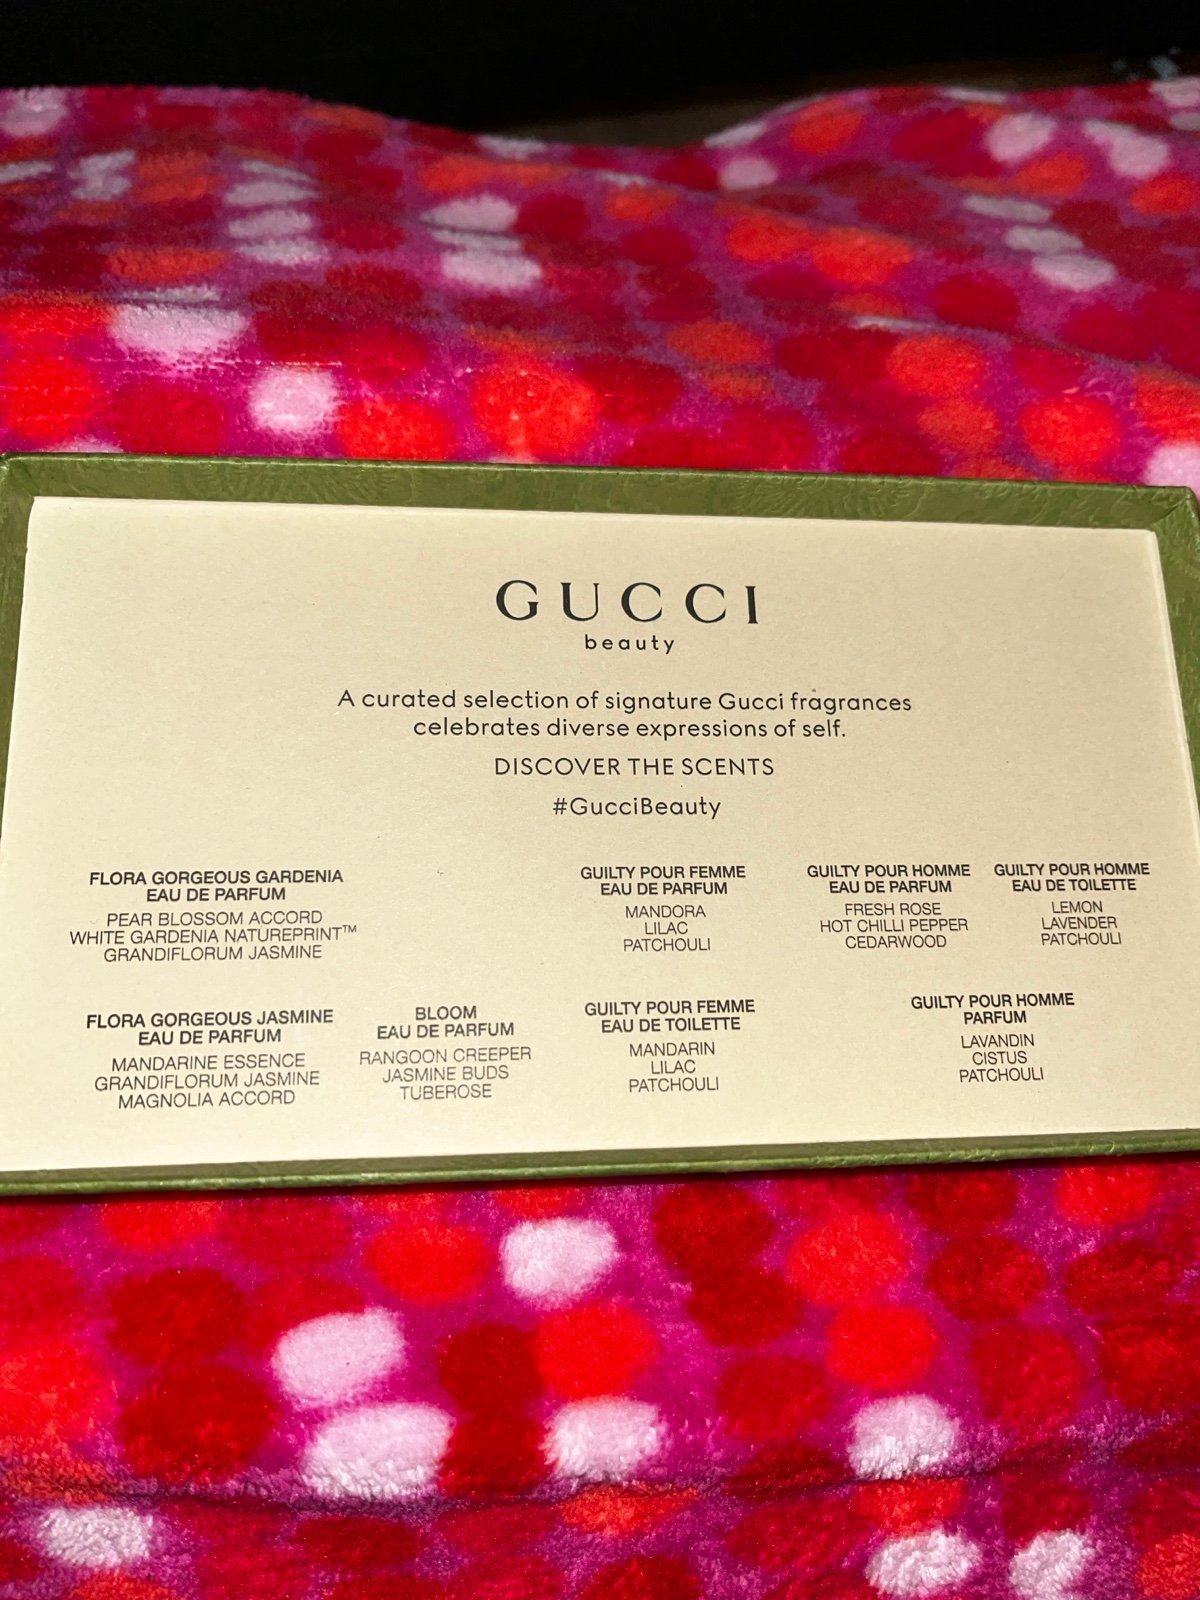 GUCCI
beauty
A curated selection of signature Gucci fragrances
celebrates diverse expressions of self.
DISCOVER THE SCENTS
#GucciBeauty
FLORA GORGEOUS GARDENIA
EAU DE PARFUM
PEAR BLOSSOM ACCORD
WHITE GARDENIA NATUREPRINT™
GRANDIFLORUM JASMINE
GUILTY POUR FEMME
EAU DE PARFUM
MANDORA
LILAC
PATCHOULI
GUILTY POUR HOMME
EAU DE PARFUM
FRESH ROSE
HOT CHILLI PEPPER
CEDARWOOD
GUILTY POUR HOMME
EAU DE TOILETTE
LEMON
LAVENDER
PATCHOULI
FLORA GORGEOUS JASMINE
EAU DE PARFUM
MANDARINE ESSENCE
GRANDIFLORUM JASMINE
MAGNOLIA ACCORD
BLOOM
EAU DE PARFUM
RANGOON CREEPER
JASMINE BUDS
TUBEROSE
GUILTY POUR FEMME
EAU DE TOILETTE
MANDARIN
LILAC
PATCHOULI
GUILTY POUR HOMME
PARFUM
LAVANDIN
CISTUS
PATCHOULI